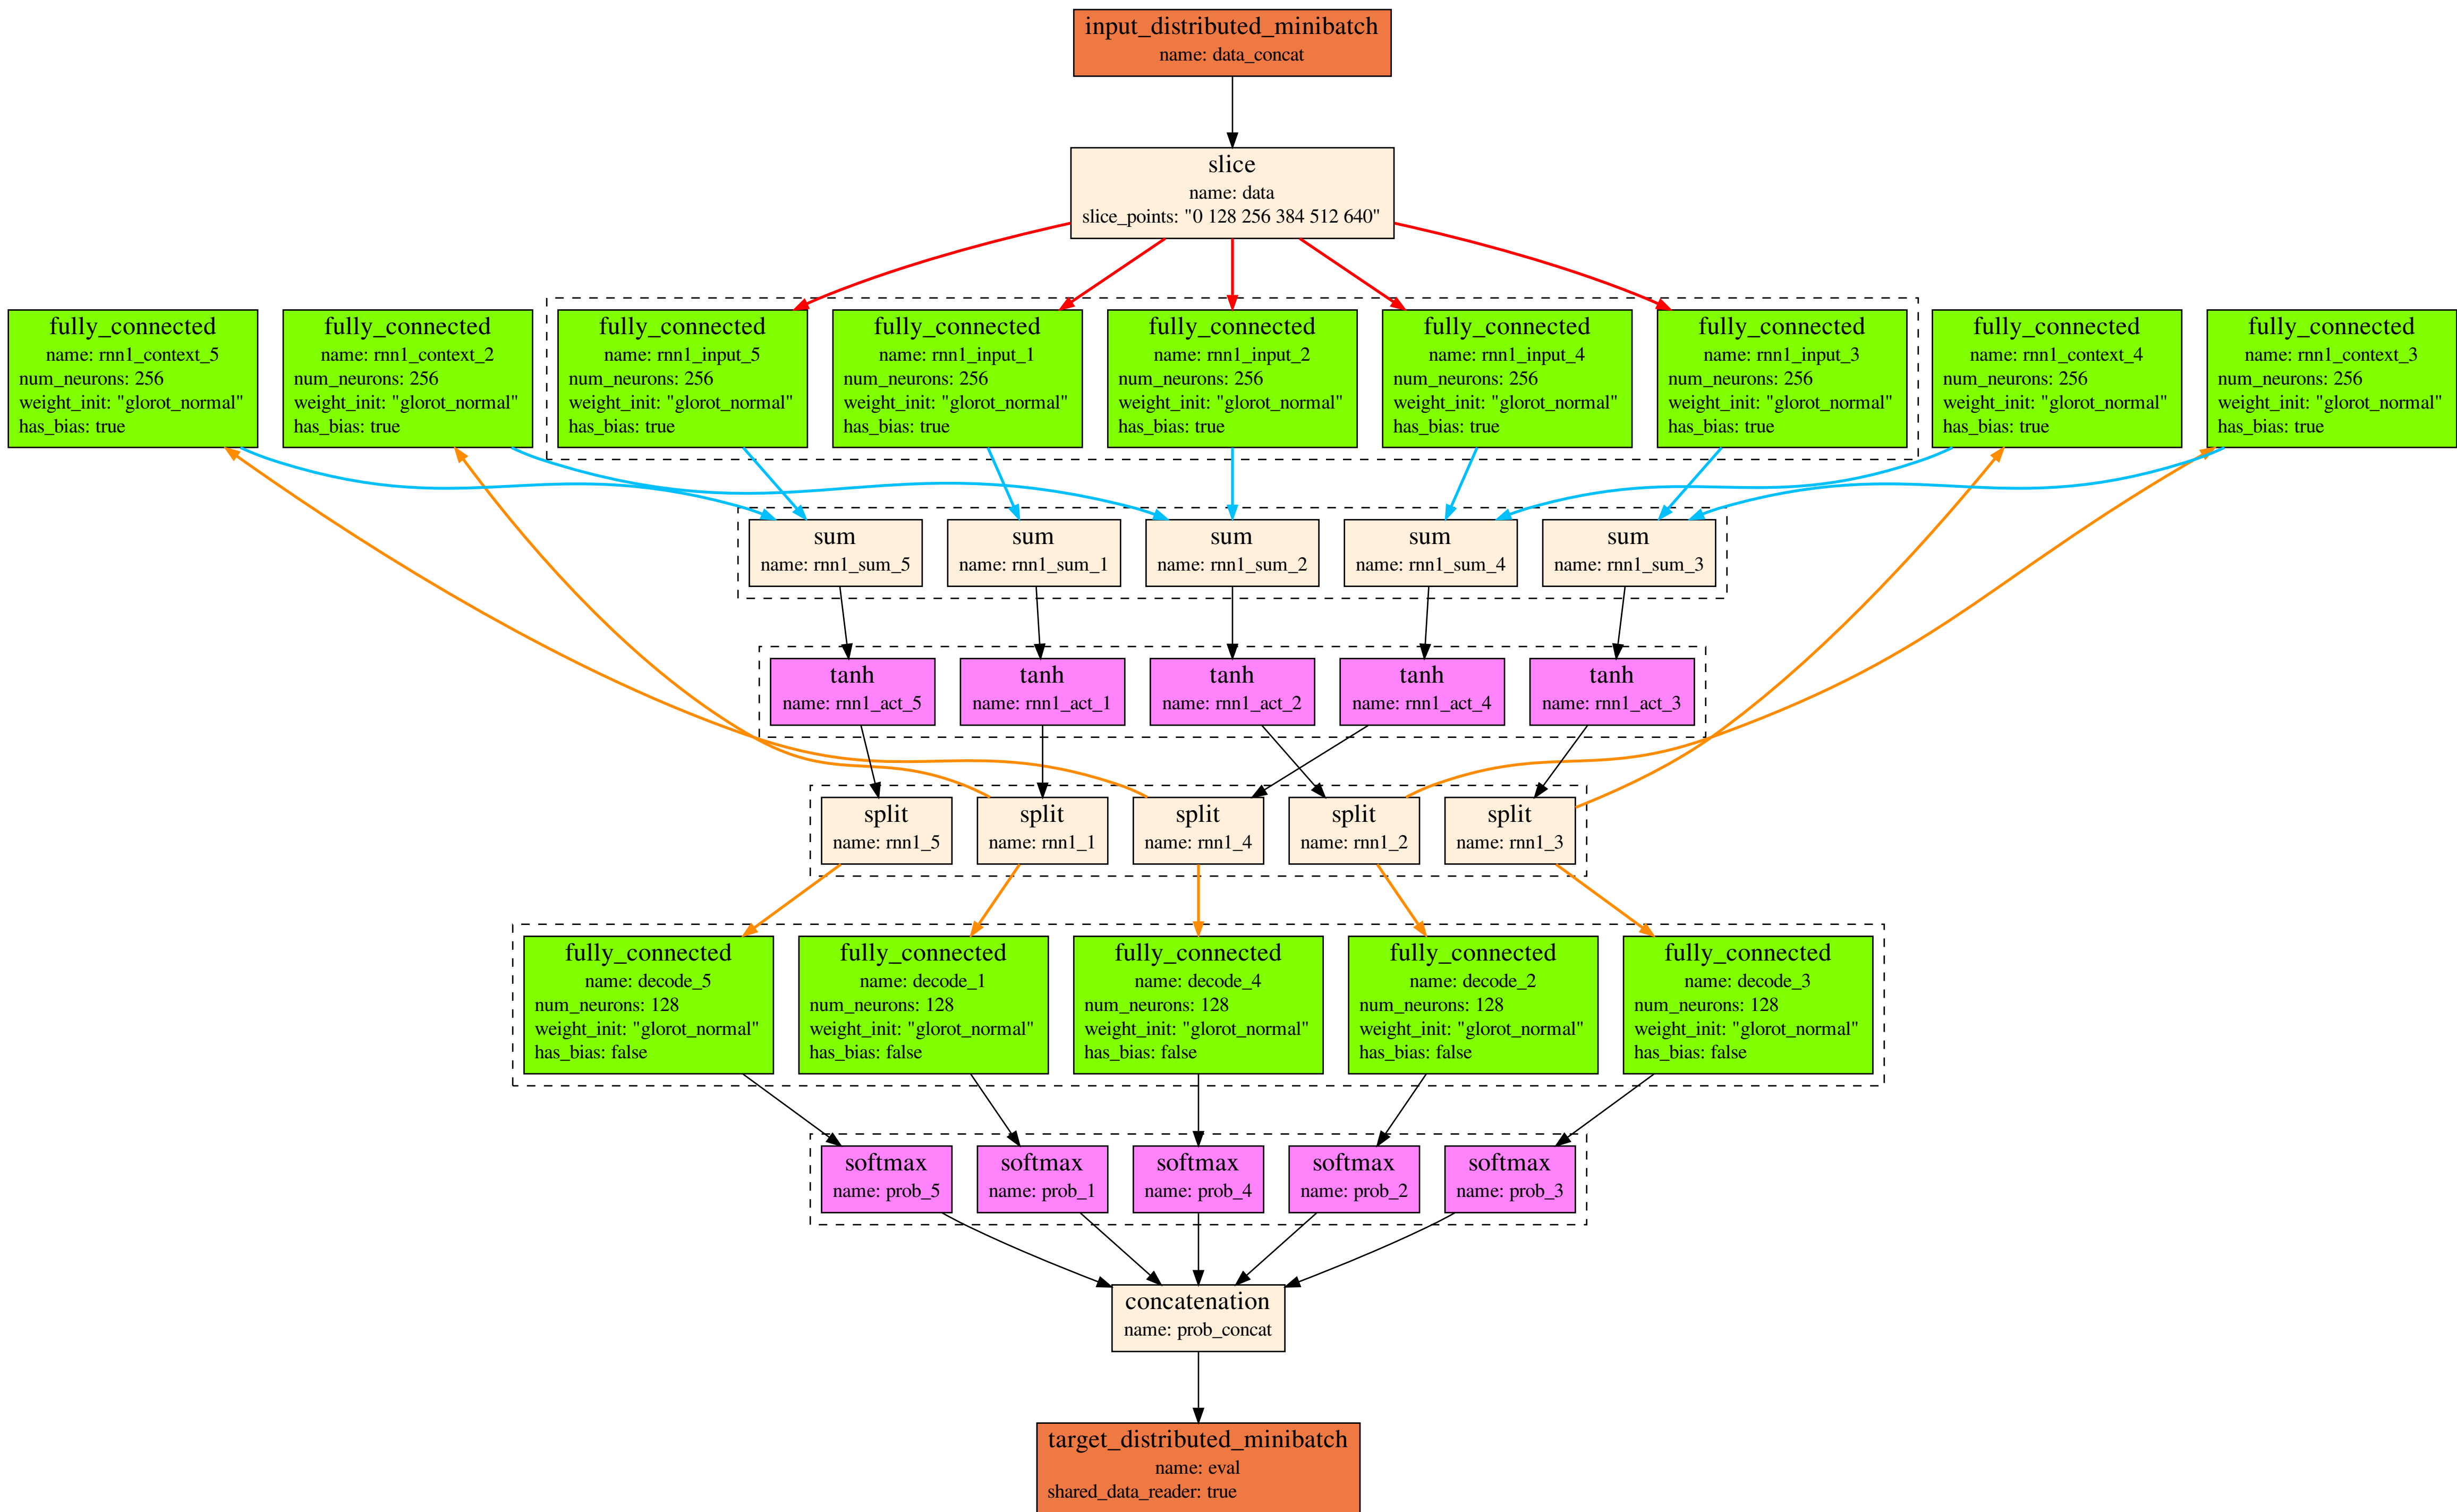 input_distributed_minibatch
name: data_concat
slice
name: data
slice_points: "0 128 256 384 512 640"
fully_connected
name: rnn1_context_5
num_neurons: 256
weight_init: "glorot_normal"
has_bias: true
fully_connected
name: rnn1_context_2
num_neurons: 256
weight_init: "glorot_normal"
has_bias: true
fully_connected
name: rnn1_input_5
num_neurons: 256
weight_init: "glorot_normal"
has_bias: true
fully_connected
name: rnn1_input_1
num_neurons: 256
weight_init: "glorot_normal"
has_bias: true
fully_connected
name: rnn1_input_2
num_neurons: 256
weight_init: "glorot_normal"
has_bias: true
fully_connected
name: rnn1_input_4
num_neurons: 256
weight_init: "glorot_normal"
has_bias: true
fully_connected
name: rnn1_input_3
num_neurons: 256
weight_init: "glorot_normal"
has_bias: true
fully_connected
name: rnn1_context_4
num_neurons: 256
weight_init: "glorot_normal"
has_bias: true
fully_connected
name: rnn1_context_3
num_neurons: 256
weight_init: "glorot_normal"
has_bias: true
sum
name: rnn1_sum_5
sum
name: rnn1_sum_1
sum
name: rnn1_sum_2
sum
name: rnn1_sum_4
sum
name: rnn1_sum_3
tanh
name: rnn1_act_5
tanh
name: rnn1_act_1
tanh
name: rnn1_act_2
tanh
name: rnn1_act_4
tanh
name: rnn1_act_3
split
name: rnn1_5
split
name: rnn1_1
split
name: rnn1_4
split
name: rnn1_2
split
name: rnn1_3
fully_connected
name: decode_5
num_neurons: 128
weight_init: "glorot_normal"
has_bias: false
fully_connected
name: decode_1
num_neurons: 128
weight_init: "glorot_normal"
has_bias: false
fully_connected
name: decode_4
num_neurons: 128
weight_init: "glorot_normal"
has_bias: false
fully_connected
name: decode_2
num_neurons: 128
weight_init: "glorot_normal"
has_bias: false
fully_connected
name: decode_3
num_neurons: 128
weight_init: "glorot_normal"
has_bias: false
softmax
name: prob_5
softmax
name: prob_1
softmax
name: prob_4
softmax
name: prob_2
softmax
name: prob_3
concatenation
name: prob_concat
target_distributed_minibatch
name: eval
shared_data_reader: true